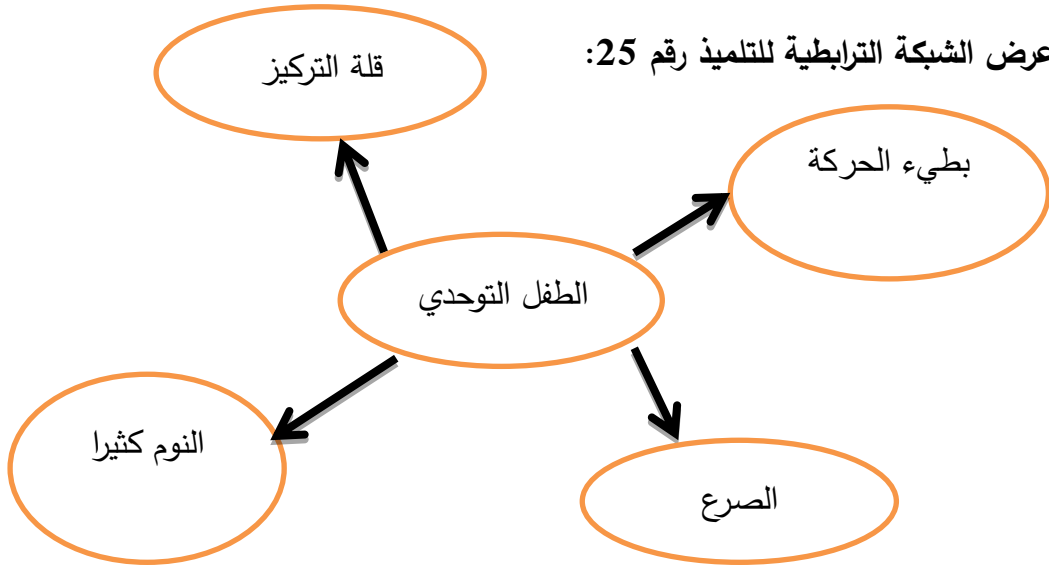 عرض الشبكة الترابطية للتلميذ رقم 25:
قلة التركيز
بطيء الحركة
الطفل التوحدي
النوم كثيرا
الصرع